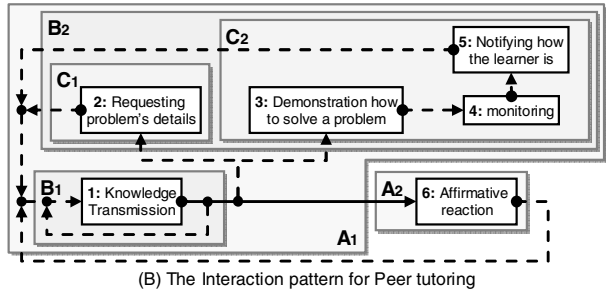 B2
C2
5: Notifying how
the learner is
C1
2: Requesting
problem's details
3: Demonstration how
to solve a problem
4: monitoring
B1
1: Knowledge
Transmission
A2
6: Affirmative
reaction
A1
(B) The Interaction pattern for Peer tutoring